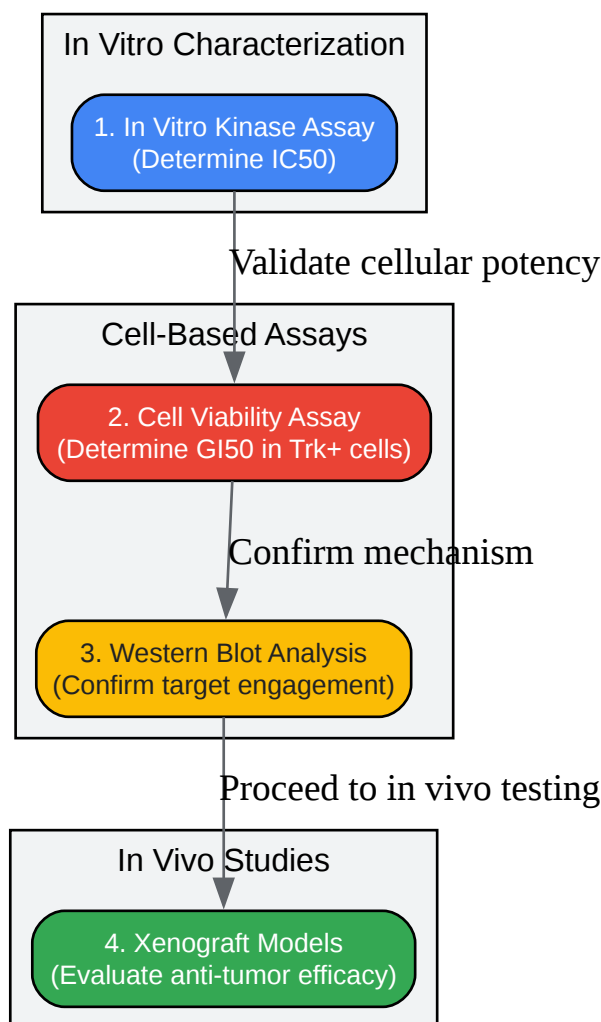 In Vitro Characterization
1. In Vitro Kinase Assay
(Determine IC50)
Validate cellular potency
Cell-Based Assays
2. Cell Viability Assay
(Determine GI50 in Trk+ cells)
Confirm mechanism
3. Western Blot Analysis
(Confirm target engagement)
Proceed to in vivo testing
In Vivo Studies
4. Xenograft Models
(Evaluate anti-tumor efficacy)